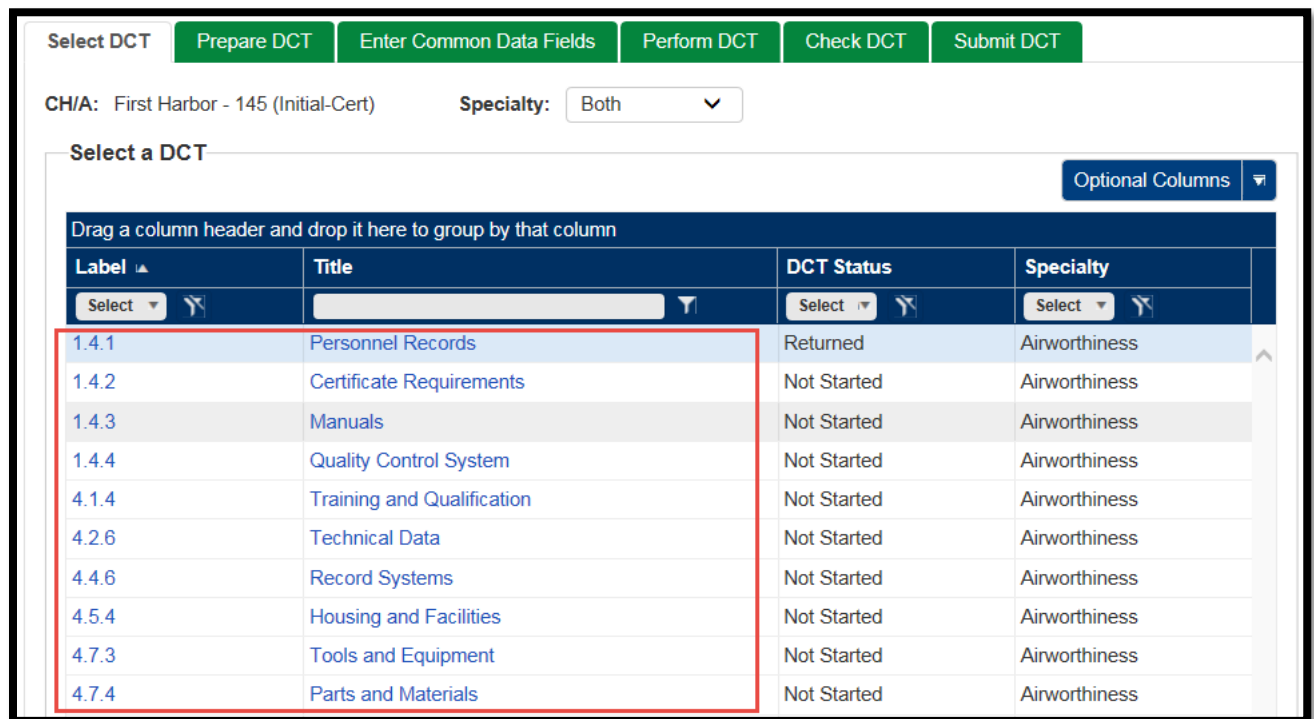 Select DCT Prepare DCT Enter Common Data Fields Perform DCT Check DCT Submit DCT
CH/A: First Harbor - 145 (Initial-Cert) Specialty: Both
Select a DCT
Optional Columns
Drag a column header and drop it here to group by that column
Label Title DCT Status Specialty
Select Select Select
1.4.1 Personnel Records Returned Airworthiness
1.4.2 Certificate Requirements Not Started Airworthiness
1.4.3 Manuals Not Started Airworthiness
1.4.4 Quality Control System Not Started Airworthiness
4.1.4 Training and Qualification Not Started Airworthiness
4.2.6 Technical Data Not Started Airworthiness
4.4.6 Record Systems Not Started Airworthiness
4.5.4 Housing and Facilities Not Started Airworthiness
4.7.3 Tools and Equipment Not Started Airworthiness
4.7.4 Parts and Materials Not Started Airworthiness